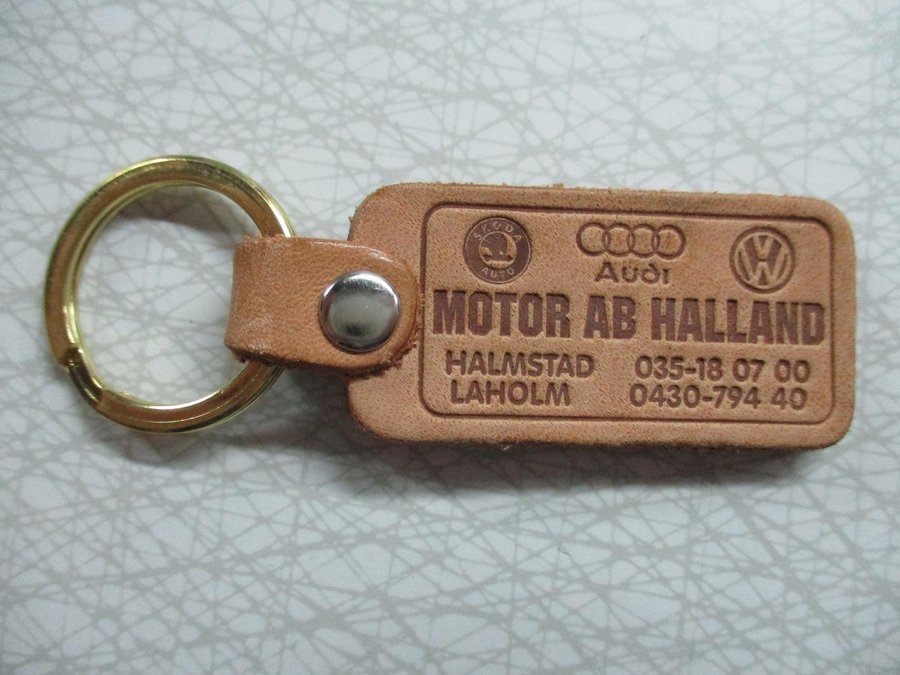 ŠKODA
AUTO
Audi
VW
MOTOR AB HALLAND
HALMSTAD 035-18 07 00
LAHOLM 0430-794 40